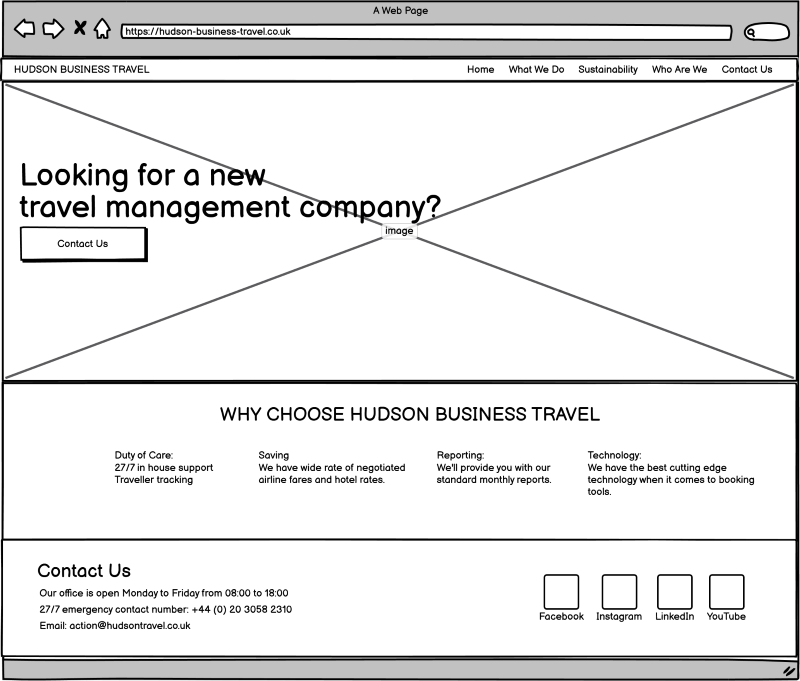 A Web Page
https://hudson-business-travel.co.uk
HUDSON BUSINESS TRAVEL
Home What We Do Sustainability Who Are We Contact Us
Looking for a new
travel management company?
image
Contact Us
WHY CHOOSE HUDSON BUSINESS TRAVEL
Duty of Care:
27/7 in house support
Traveller tracking
Saving
We have wide rate of negotiated
airline fares and hotel rates.
Reporting:
We'll provide you with our
standard monthly reports.
Technology:
We have the best cutting edge
technology when it comes to booking
tools.
Contact Us
Our office is open Monday to Friday from 08:00 to 18:00
27/7 emergency contact number: +44 (0) 20 3058 2310
Email: action@hudsontravel.co.uk
Facebook Instagram LinkedIn YouTube